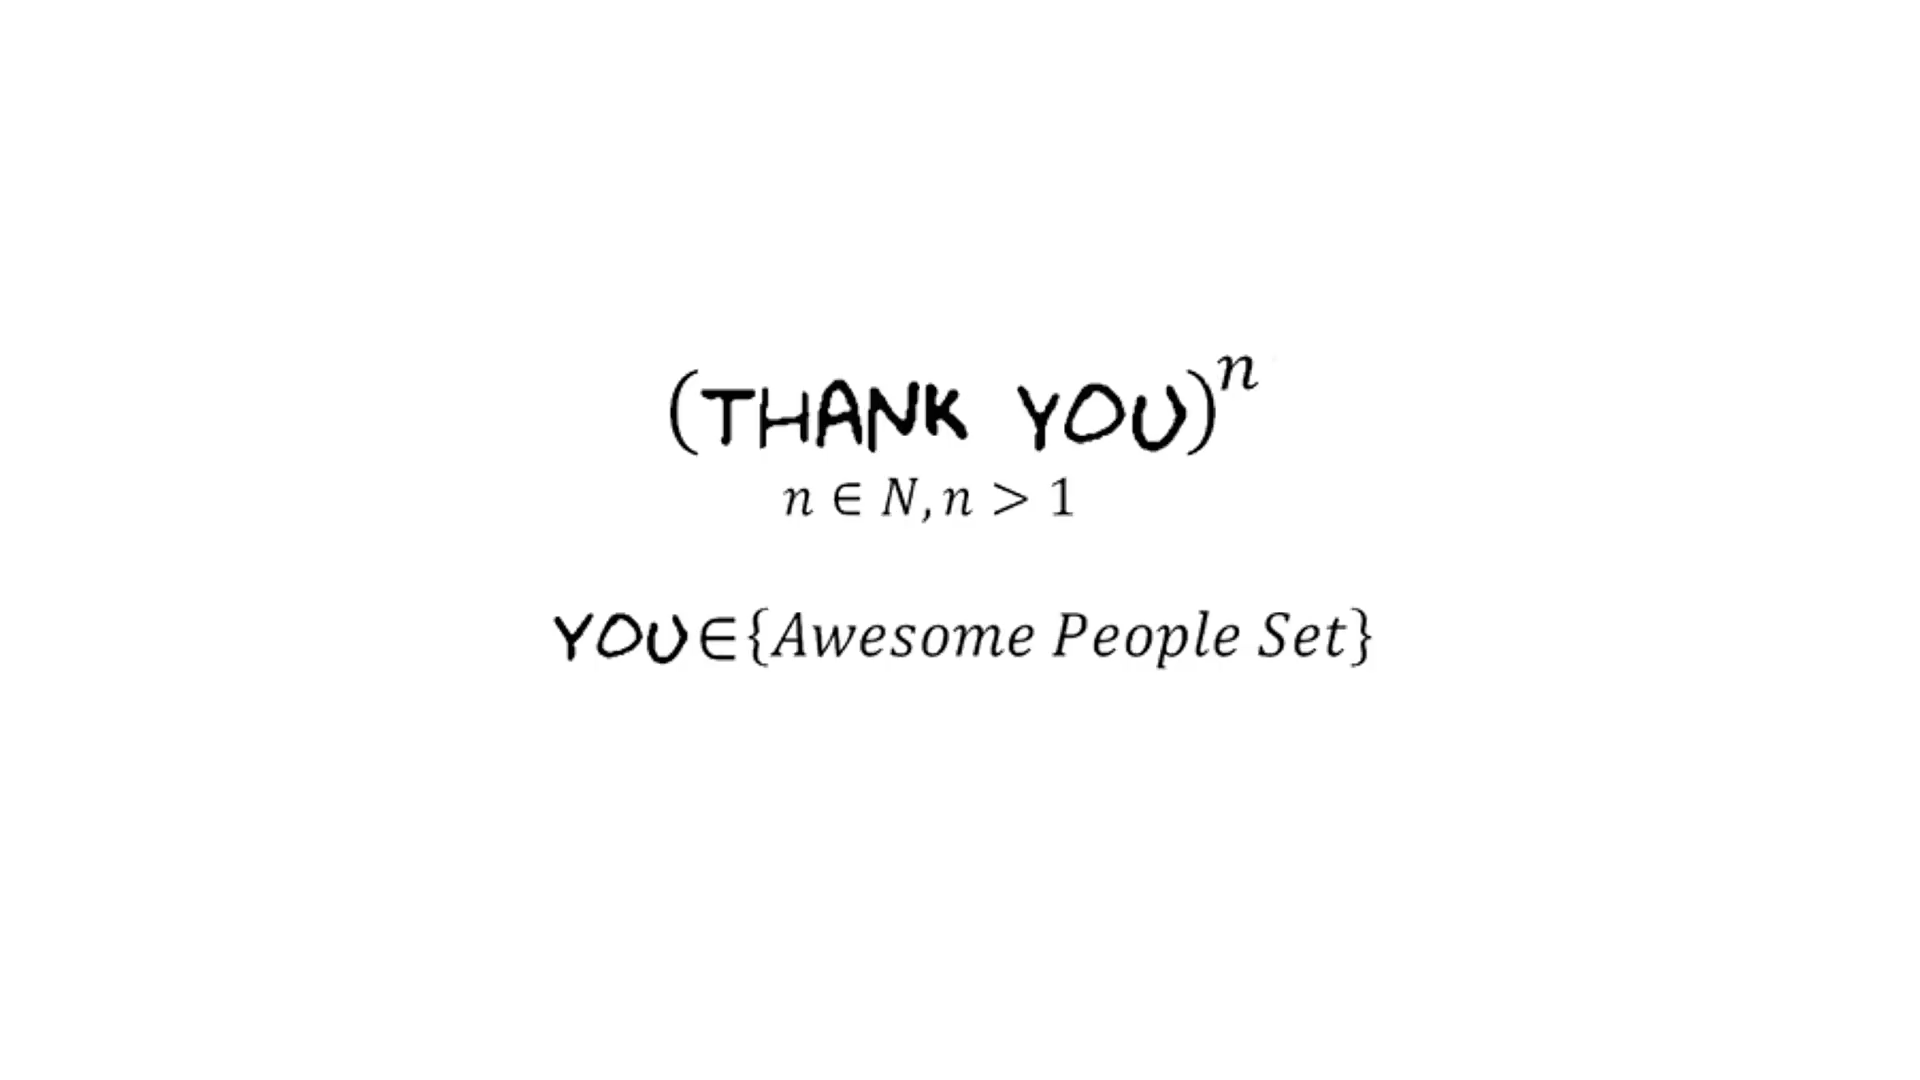 (THANK YOU)ⁿ
n ∈ N, n > 1
YOU ∈ {Awesome People Set}